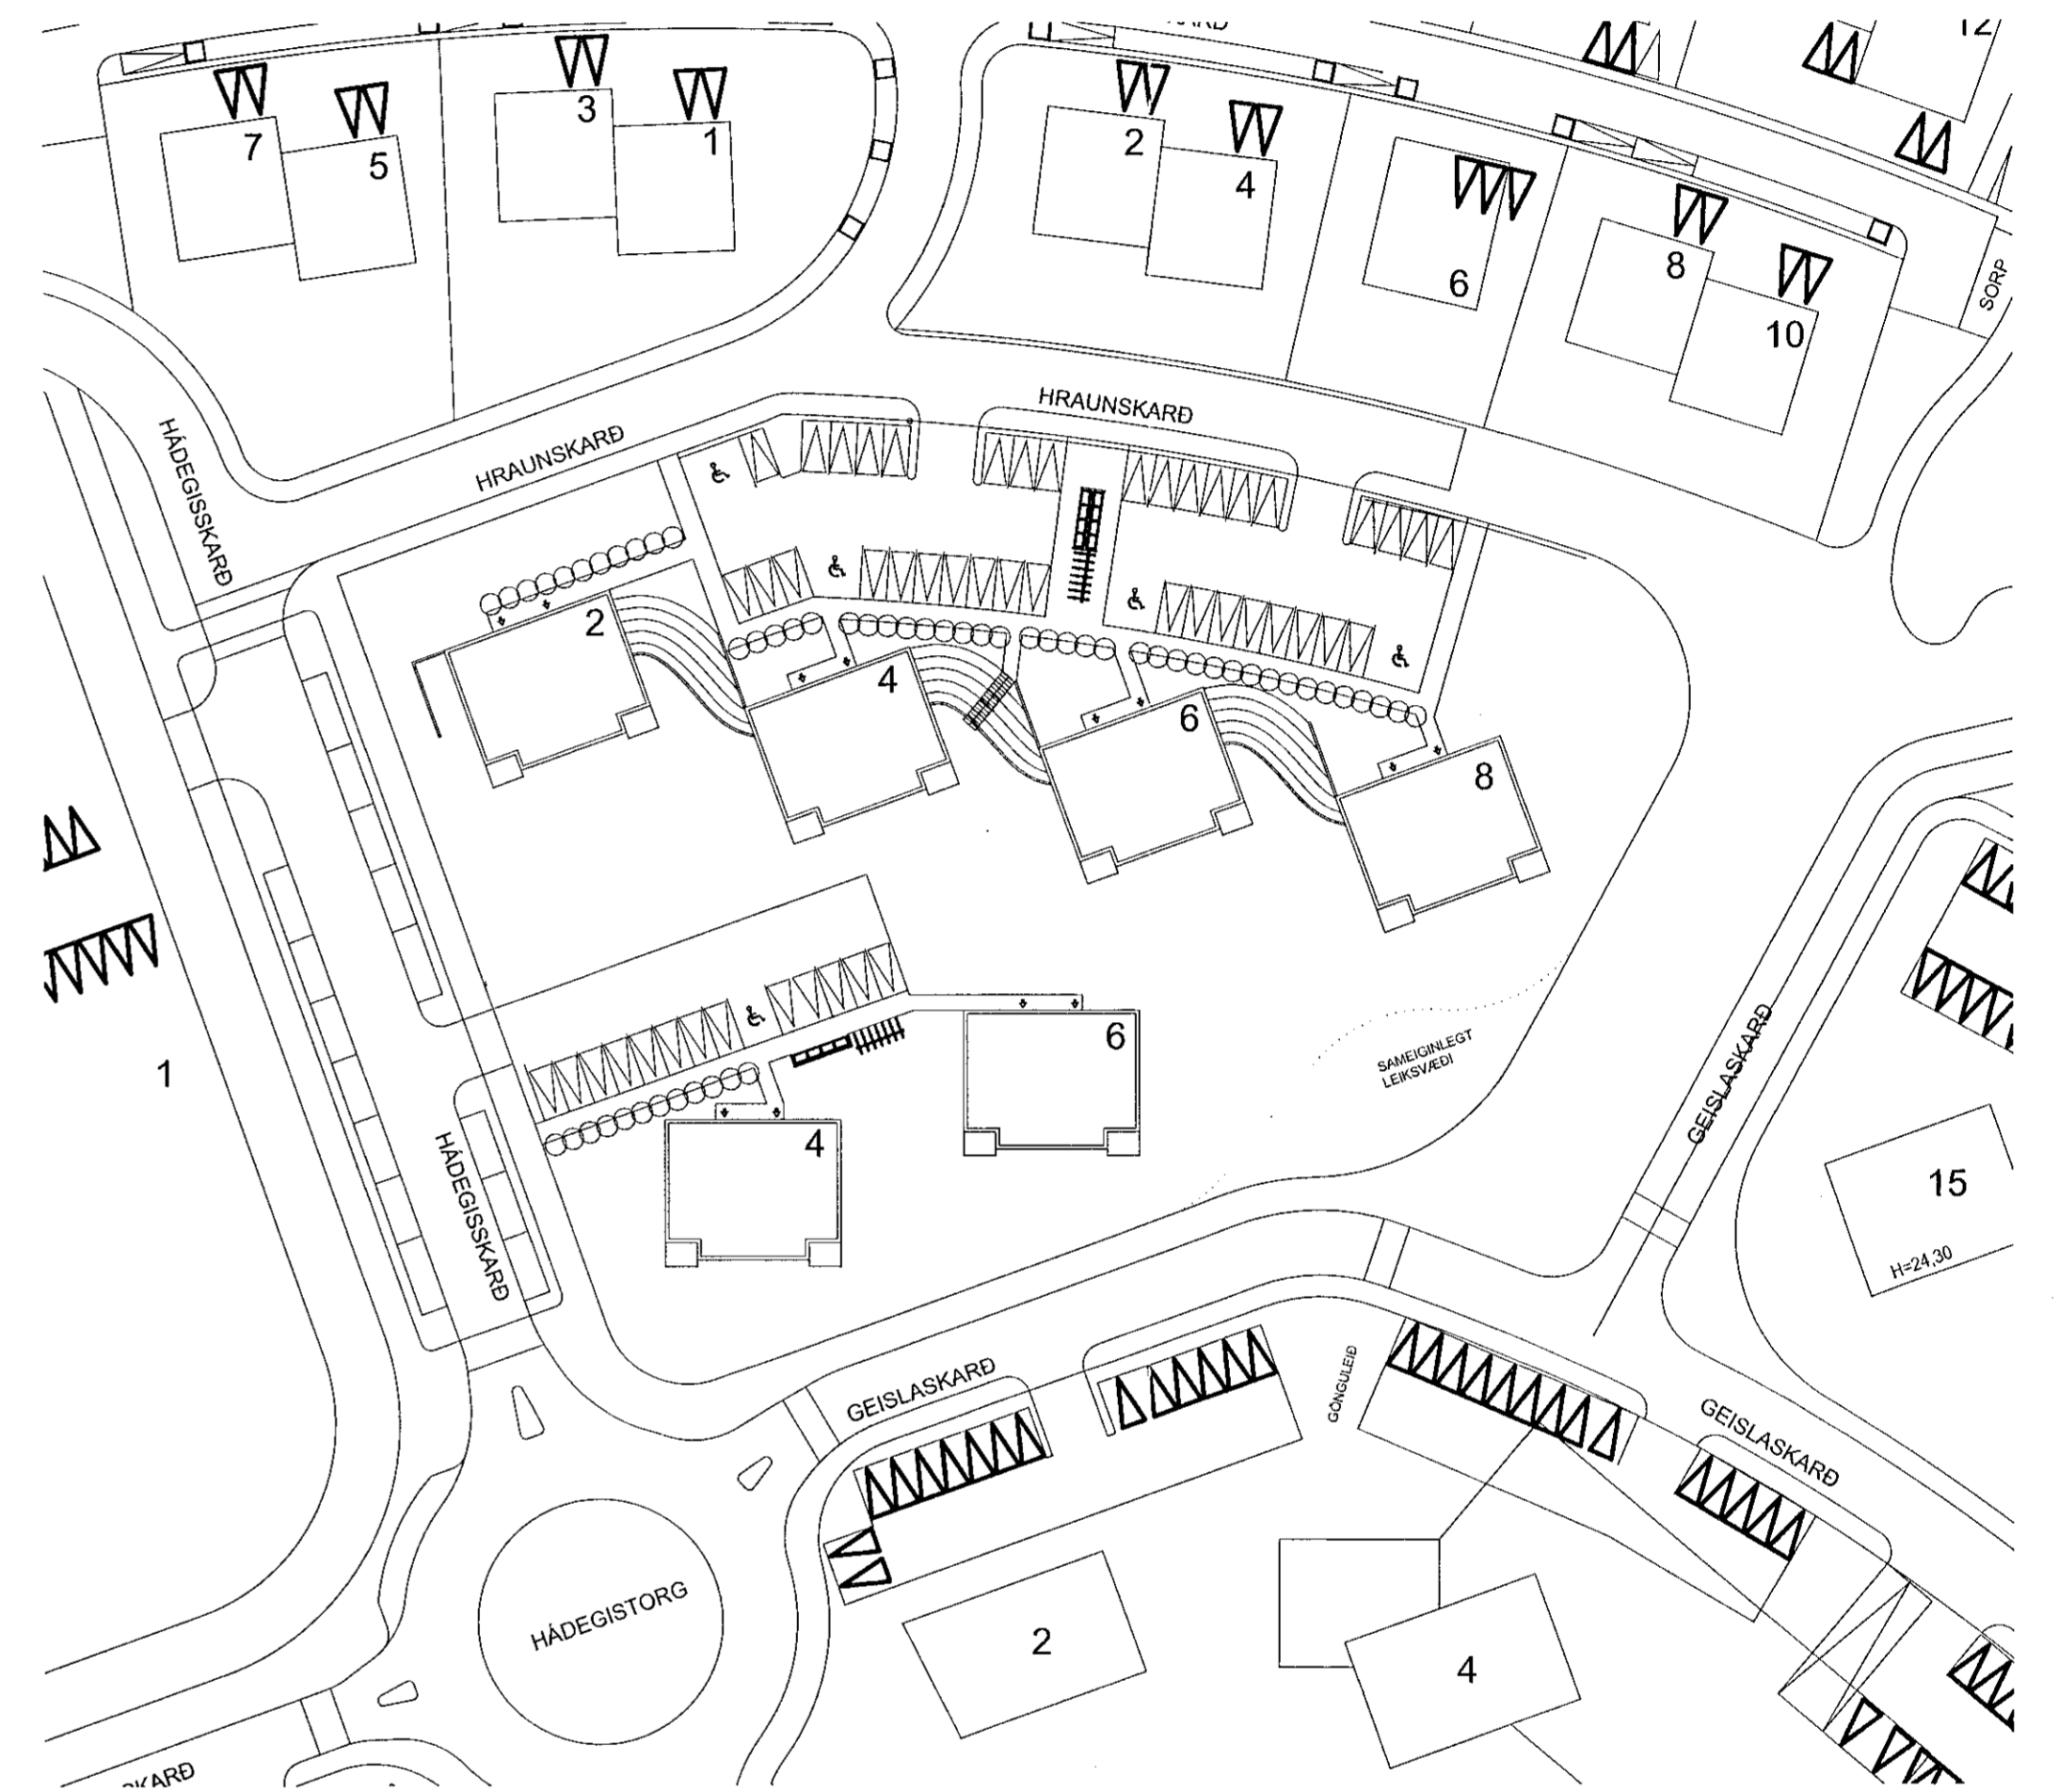 12
3
7
1
5
2
4
6
8
10
SORP
HRAUNSKARÐ
HRAUNSKARÐ
HÁDEGISSKARÐ
2
4
6
8
1
6
4
SAMEIGINLEGT
LEIKSVÆÐI
GEISLASKARÐ
15
H=24,30
HÁDEGISSKARÐ
GEISLASKARÐ
GÖNGULEIÐ
GEISLASKARÐ
HÁDEGISTORG
2
4